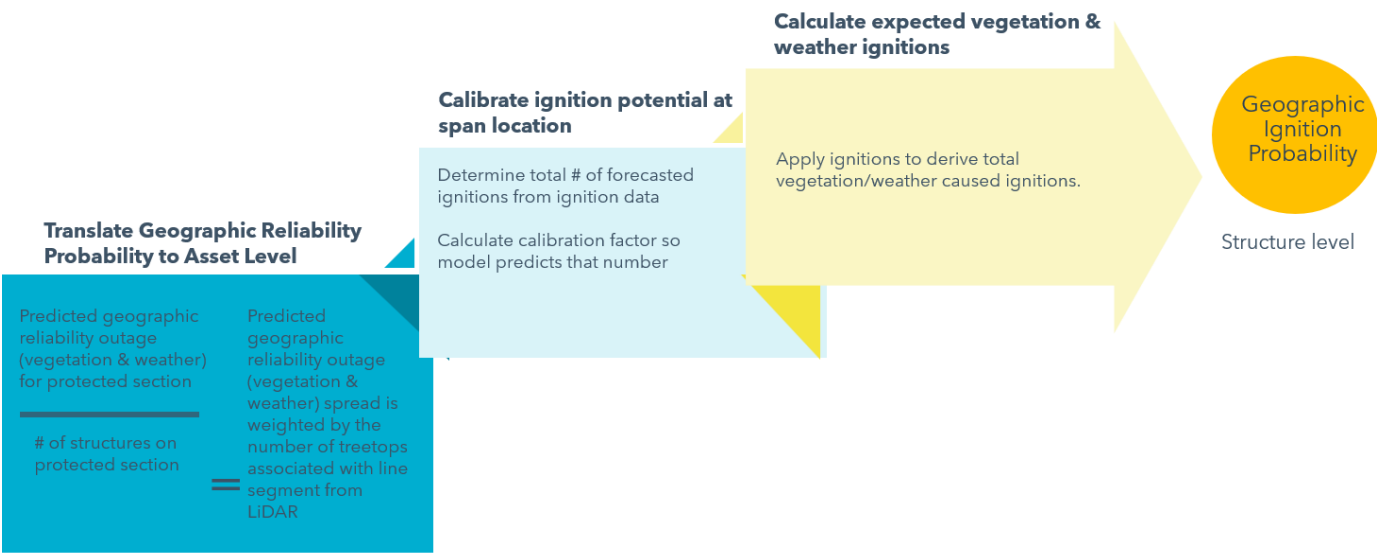 Translate Geographic Reliability
Probability to Asset Level
Predicted geographic
reliability outage
(vegetation & weather)
for protected section
# of structures on
protected section
=
Predicted
geographic
reliability outage
(vegetation &
weather) spread is
weighted by the
number of treetops
associated with line
segment from
LiDAR
Calibrate ignition potential at
span location
Determine total # of forecasted
ignitions from ignition data
Calculate calibration factor so
model predicts that number
Calculate expected vegetation &
weather ignitions
Apply ignitions to derive total
vegetation/weather caused ignitions.
Geographic
Ignition
Probability
Structure level